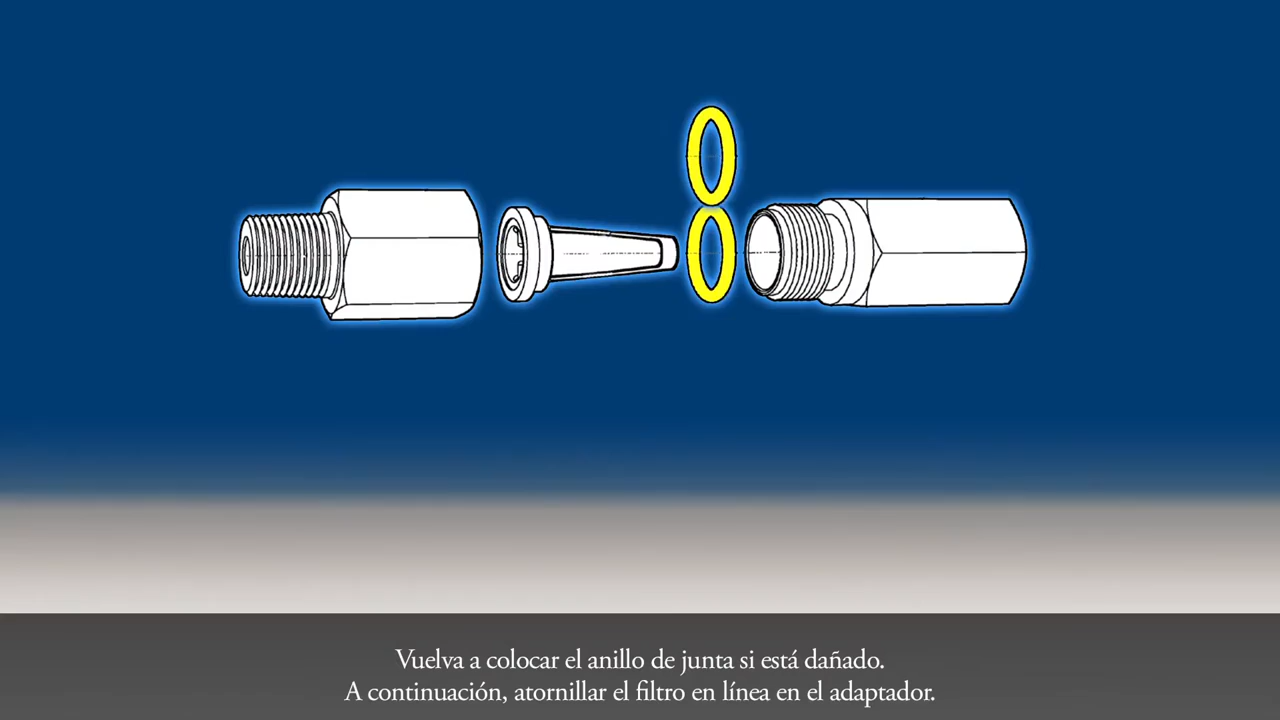 Vuelva a colocar el anillo de junta si está dañado.
A continuación, atornillar el filtro en línea en el adaptador.